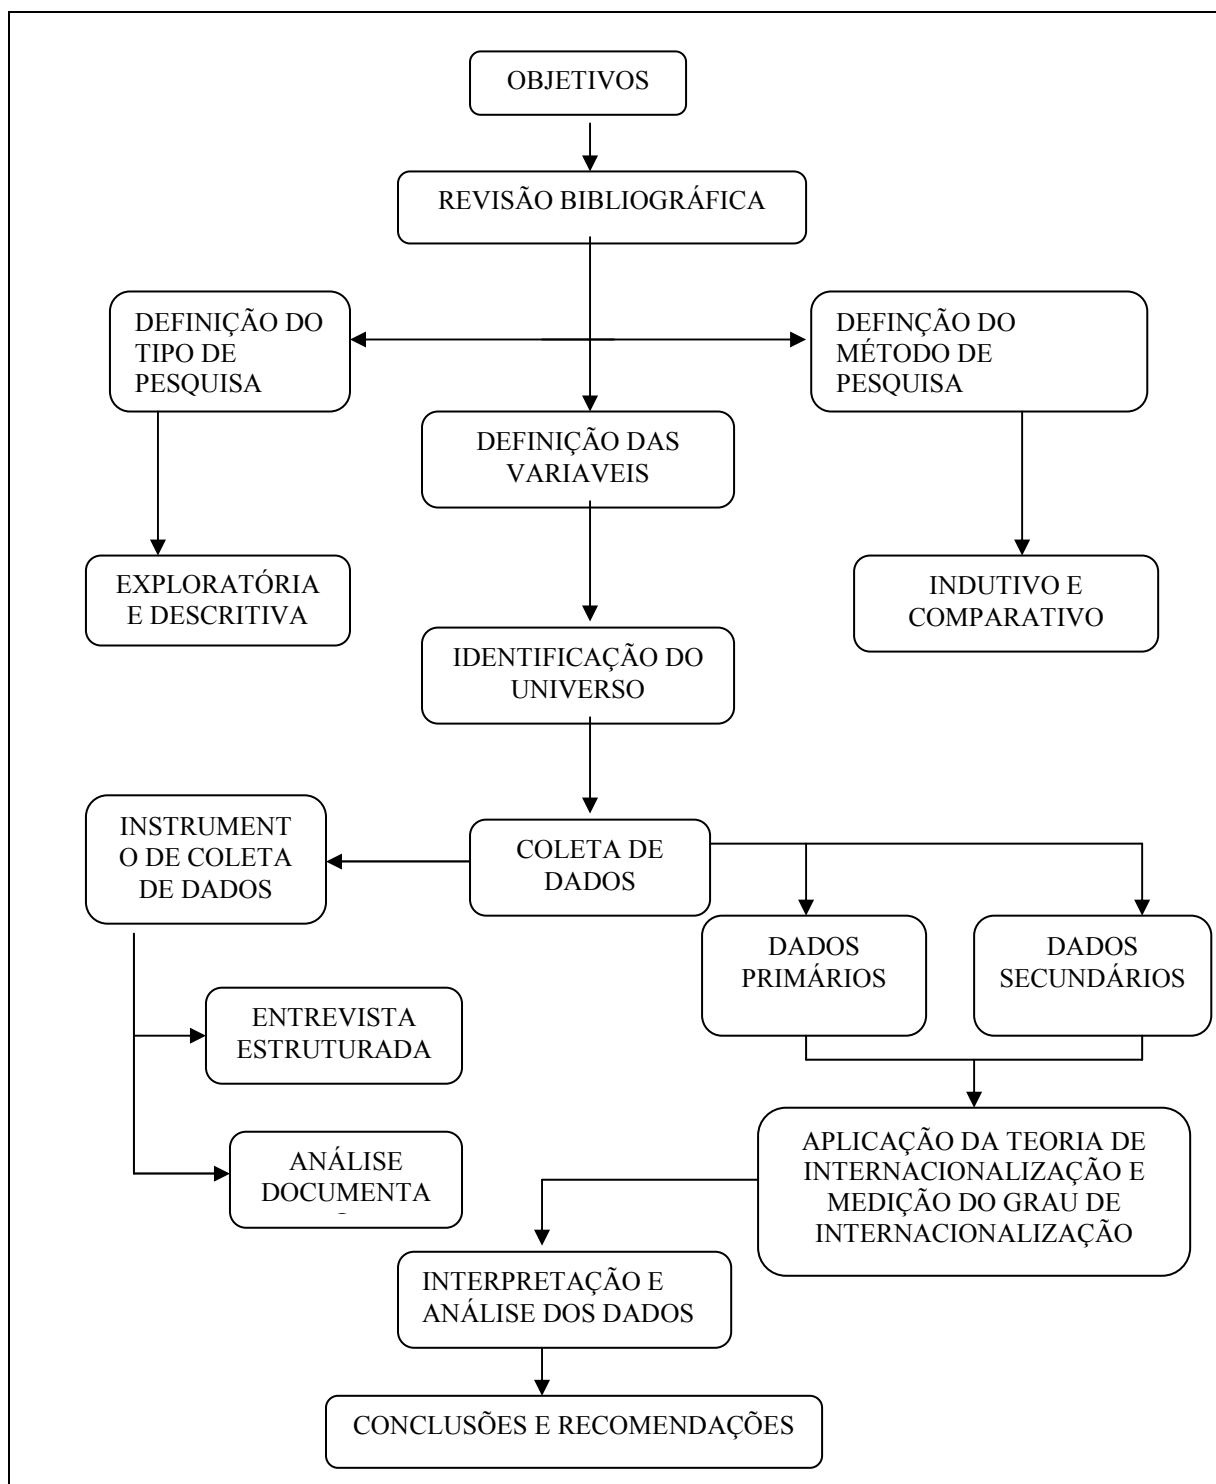 OBJETIVOS
REVISÃO BIBLIOGRÁFICA
DEFINIÇÃO DO
TIPO DE
PESQUISA
DEFINÇÃO DO
MÉTODO DE
PESQUISA
DEFINIÇÃO DAS
VARIAVEIS
EXPLORATÓRIA
E DESCRITIVA
INDUTIVO E
COMPARATIVO
IDENTIFICAÇÃO DO
UNIVERSO
INSTRUMENT
O DE COLETA
DE DADOS
COLETA DE
DADOS
DADOS
PRIMÁRIOS
DADOS
SECUNDÁRIOS
ENTREVISTA
ESTRUTURADA
ANÁLISE
DOCUMENTA
APLICAÇÃO DA TEORIA DE
INTERNACIONALIZAÇÃO E
MEDIÇÃO DO GRAU DE
INTERNACIONALIZAÇÃO
INTERPRETAÇÃO E
ANÁLISE DOS DADOS
CONCLUSÕES E RECOMENDAÇÕES